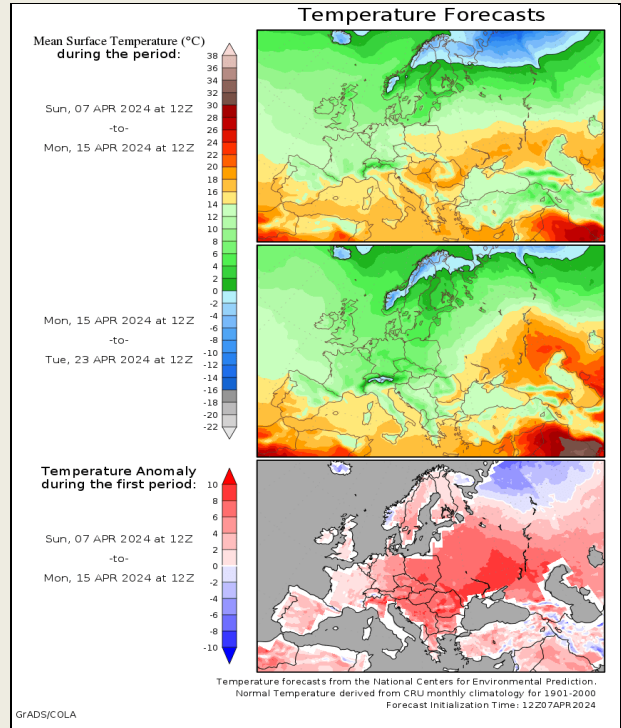 Temperature Forecasts
Mean Surface Temperature (°C)
during the period:
38
36
34
32
30
28
26
24
22
20
18
16
14
12
10
8
6
4
2
0
-2
-4
-6
-8
-10
-12
-14
-16
-18
-20
-22
Sun, 07 APR 2024 at 12Z
-to-
Mon, 15 APR 2024 at 12Z
Mon, 15 APR 2024 at 12Z
-to-
Tue, 23 APR 2024 at 12Z
Temperature Anomaly
during the first period:
10
8
6
4
2
0
-2
-4
-6
-8
-10
Sun, 07 APR 2024 at 12Z
-to-
Mon, 15 APR 2024 at 12Z
Temperature forecasts from the National Centers for Environmental Prediction.
Normal Temperature derived from CRU monthly climatology for 1901-2000
Forecast Initialization Time: 12Z07APR2024
GrADS/COLA